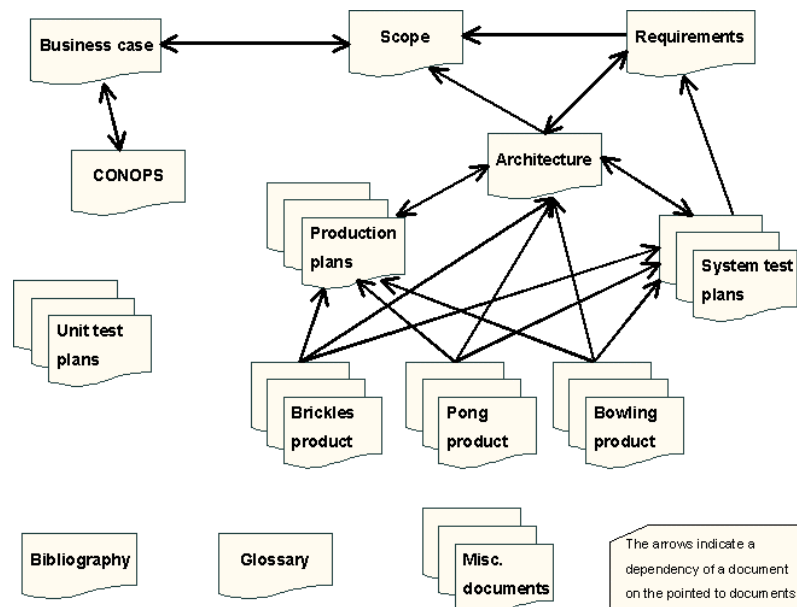 Business case
Scope
Requirements
CONOPS
Architecture
Production
plans
System test
plans
Unit test
plans
Brickles
product
Pong
product
Bowling
product
Bibliography
Glossary
Misc.
documents
The arrows indicate a
dependency of a document
on the pointed to documents